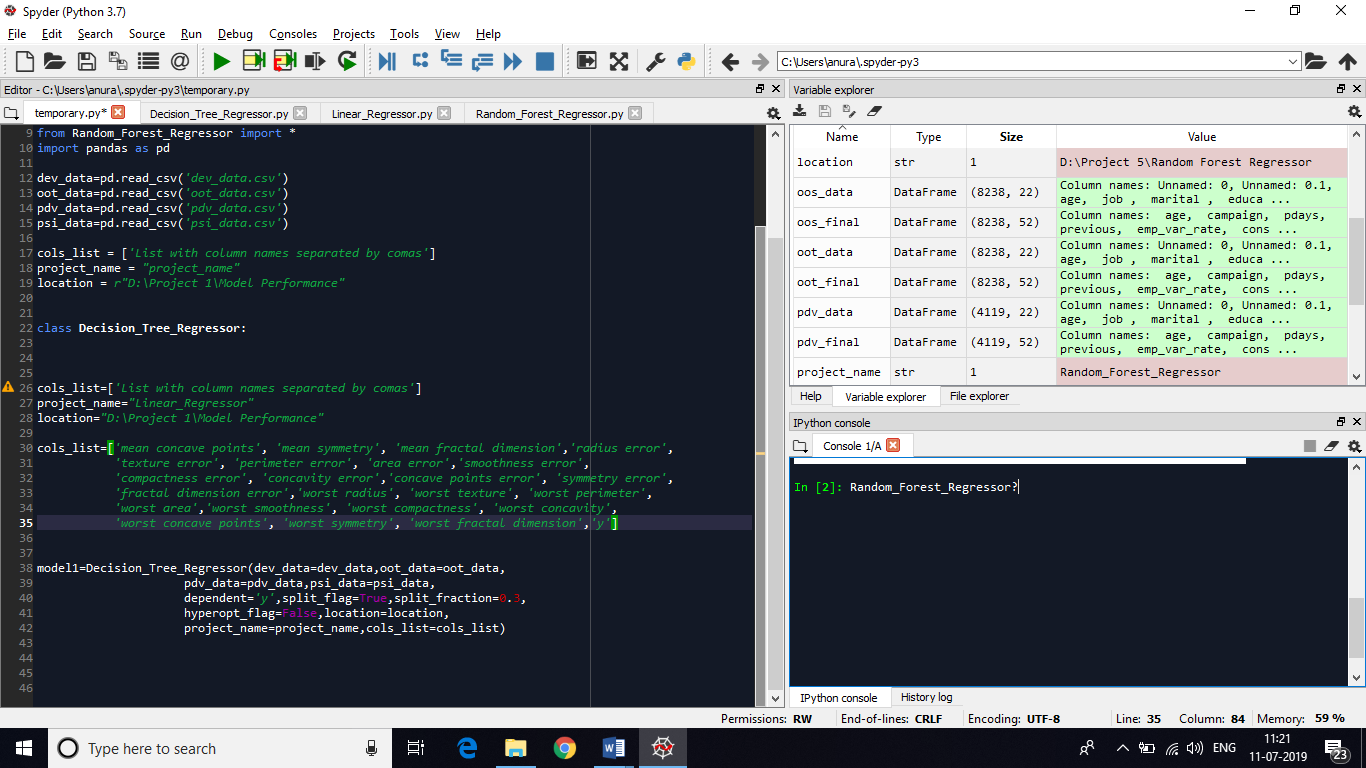 Spyder (Python 3.7)
File Edit Search Source Run Debug Consoles Projects Tools View Help
C:\Users\anura\.spyder-py3
Editor - C:\Users\anura\.spyder-py3\temporary.py
temporary.py* Decision_Tree_Regressor.py Linear_Regressor.py Random_Forest_Regressor.py
9 from Random_Forest_Regressor import *
10 import pandas as pd
11
12 dev_data=pd.read_csv('dev_data.csv')
13 oot_data=pd.read_csv('oot_data.csv')
14 pdv_data=pd.read_csv('pdv_data.csv')
15 psi_data=pd.read_csv('psi_data.csv')
16
17 cols_list = ['List with column names separated by comas']
18 project_name = "project_name"
19 location = r"D:\Project 1\Model Performance"
20
21
22 class Decision_Tree_Regressor:
23
24
25
26 cols_list=['List with column names separated by comas']
27 project_name="Linear_Regressor"
28 location="D:\Project 1\Model Performance"
29
30 cols_list=['mean concave points', 'mean symmetry', 'mean fractal dimension','radius error',
31 'texture error', 'perimeter error', 'area error','smoothness error',
32 'compactness error', 'concavity error','concave points error', 'symmetry error',
33 'fractal dimension error','worst radius', 'worst texture', 'worst perimeter',
34 'worst area','worst smoothness', 'worst compactness', 'worst concavity',
35 'worst concave points', 'worst symmetry', 'worst fractal dimension','y']
36
37
38 model1=Decision_Tree_Regressor(dev_data=dev_data,oot_data=oot_data,
39 pdv_data=pdv_data,psi_data=psi_data,
40 dependent='y',split_flag=True,split_fraction=0.3,
41 hyperopt_flag=False,location=location,
42 project_name=project_name,cols_list=cols_list)
43
44
45
46
Variable explorer
Name Type Size Value
location str 1 D:\Project 5\Random Forest Regressor
oos_data DataFrame (8238, 22) Column names: Unnamed: 0, Unnamed: 0.1,
age, job , marital , educa ...
oos_final DataFrame (8238, 52) Column names: age, campaign, pdays,
previous, emp_var_rate, cons ...
oot_data DataFrame (8238, 22) Column names: Unnamed: 0, Unnamed: 0.1,
age, job , marital , educa ...
oot_final DataFrame (8238, 52) Column names: age, campaign, pdays,
previous, emp_var_rate, cons ...
pdv_data DataFrame (4119, 22) Column names: Unnamed: 0, Unnamed: 0.1,
age, job , marital , educa ...
pdv_final DataFrame (4119, 52) Column names: age, campaign, pdays,
previous, emp_var_rate, cons ...
project_name str 1 Random_Forest_Regressor
Help Variable explorer File explorer
IPython console
Console 1/A
In [2]: Random_Forest_Regressor?
IPython console History log
Permissions: RW End-of-lines: CRLF Encoding: UTF-8 Line: 35 Column: 84 Memory: 59 %
Type here to search
ENG
11:21
11-07-2019
23